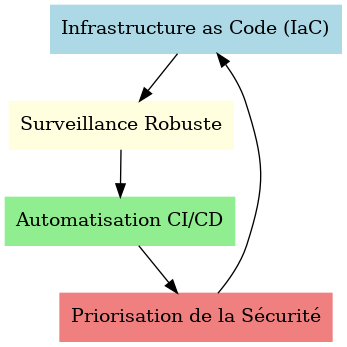 Infrastructure as Code (IaC)
Surveillance Robuste
Automatisation CI/CD
Priorisation de la Sécurité